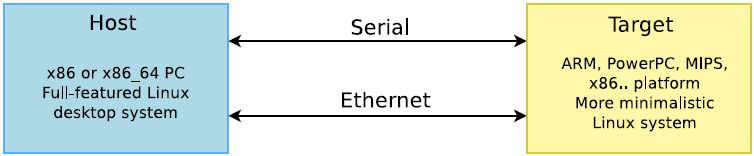 Host
x86 or x86_64 PC
Full-featured Linux
desktop system
Serial
Ethernet
Target
ARM, PowerPC, MIPS,
x86.. platform
More minimalistic
Linux system